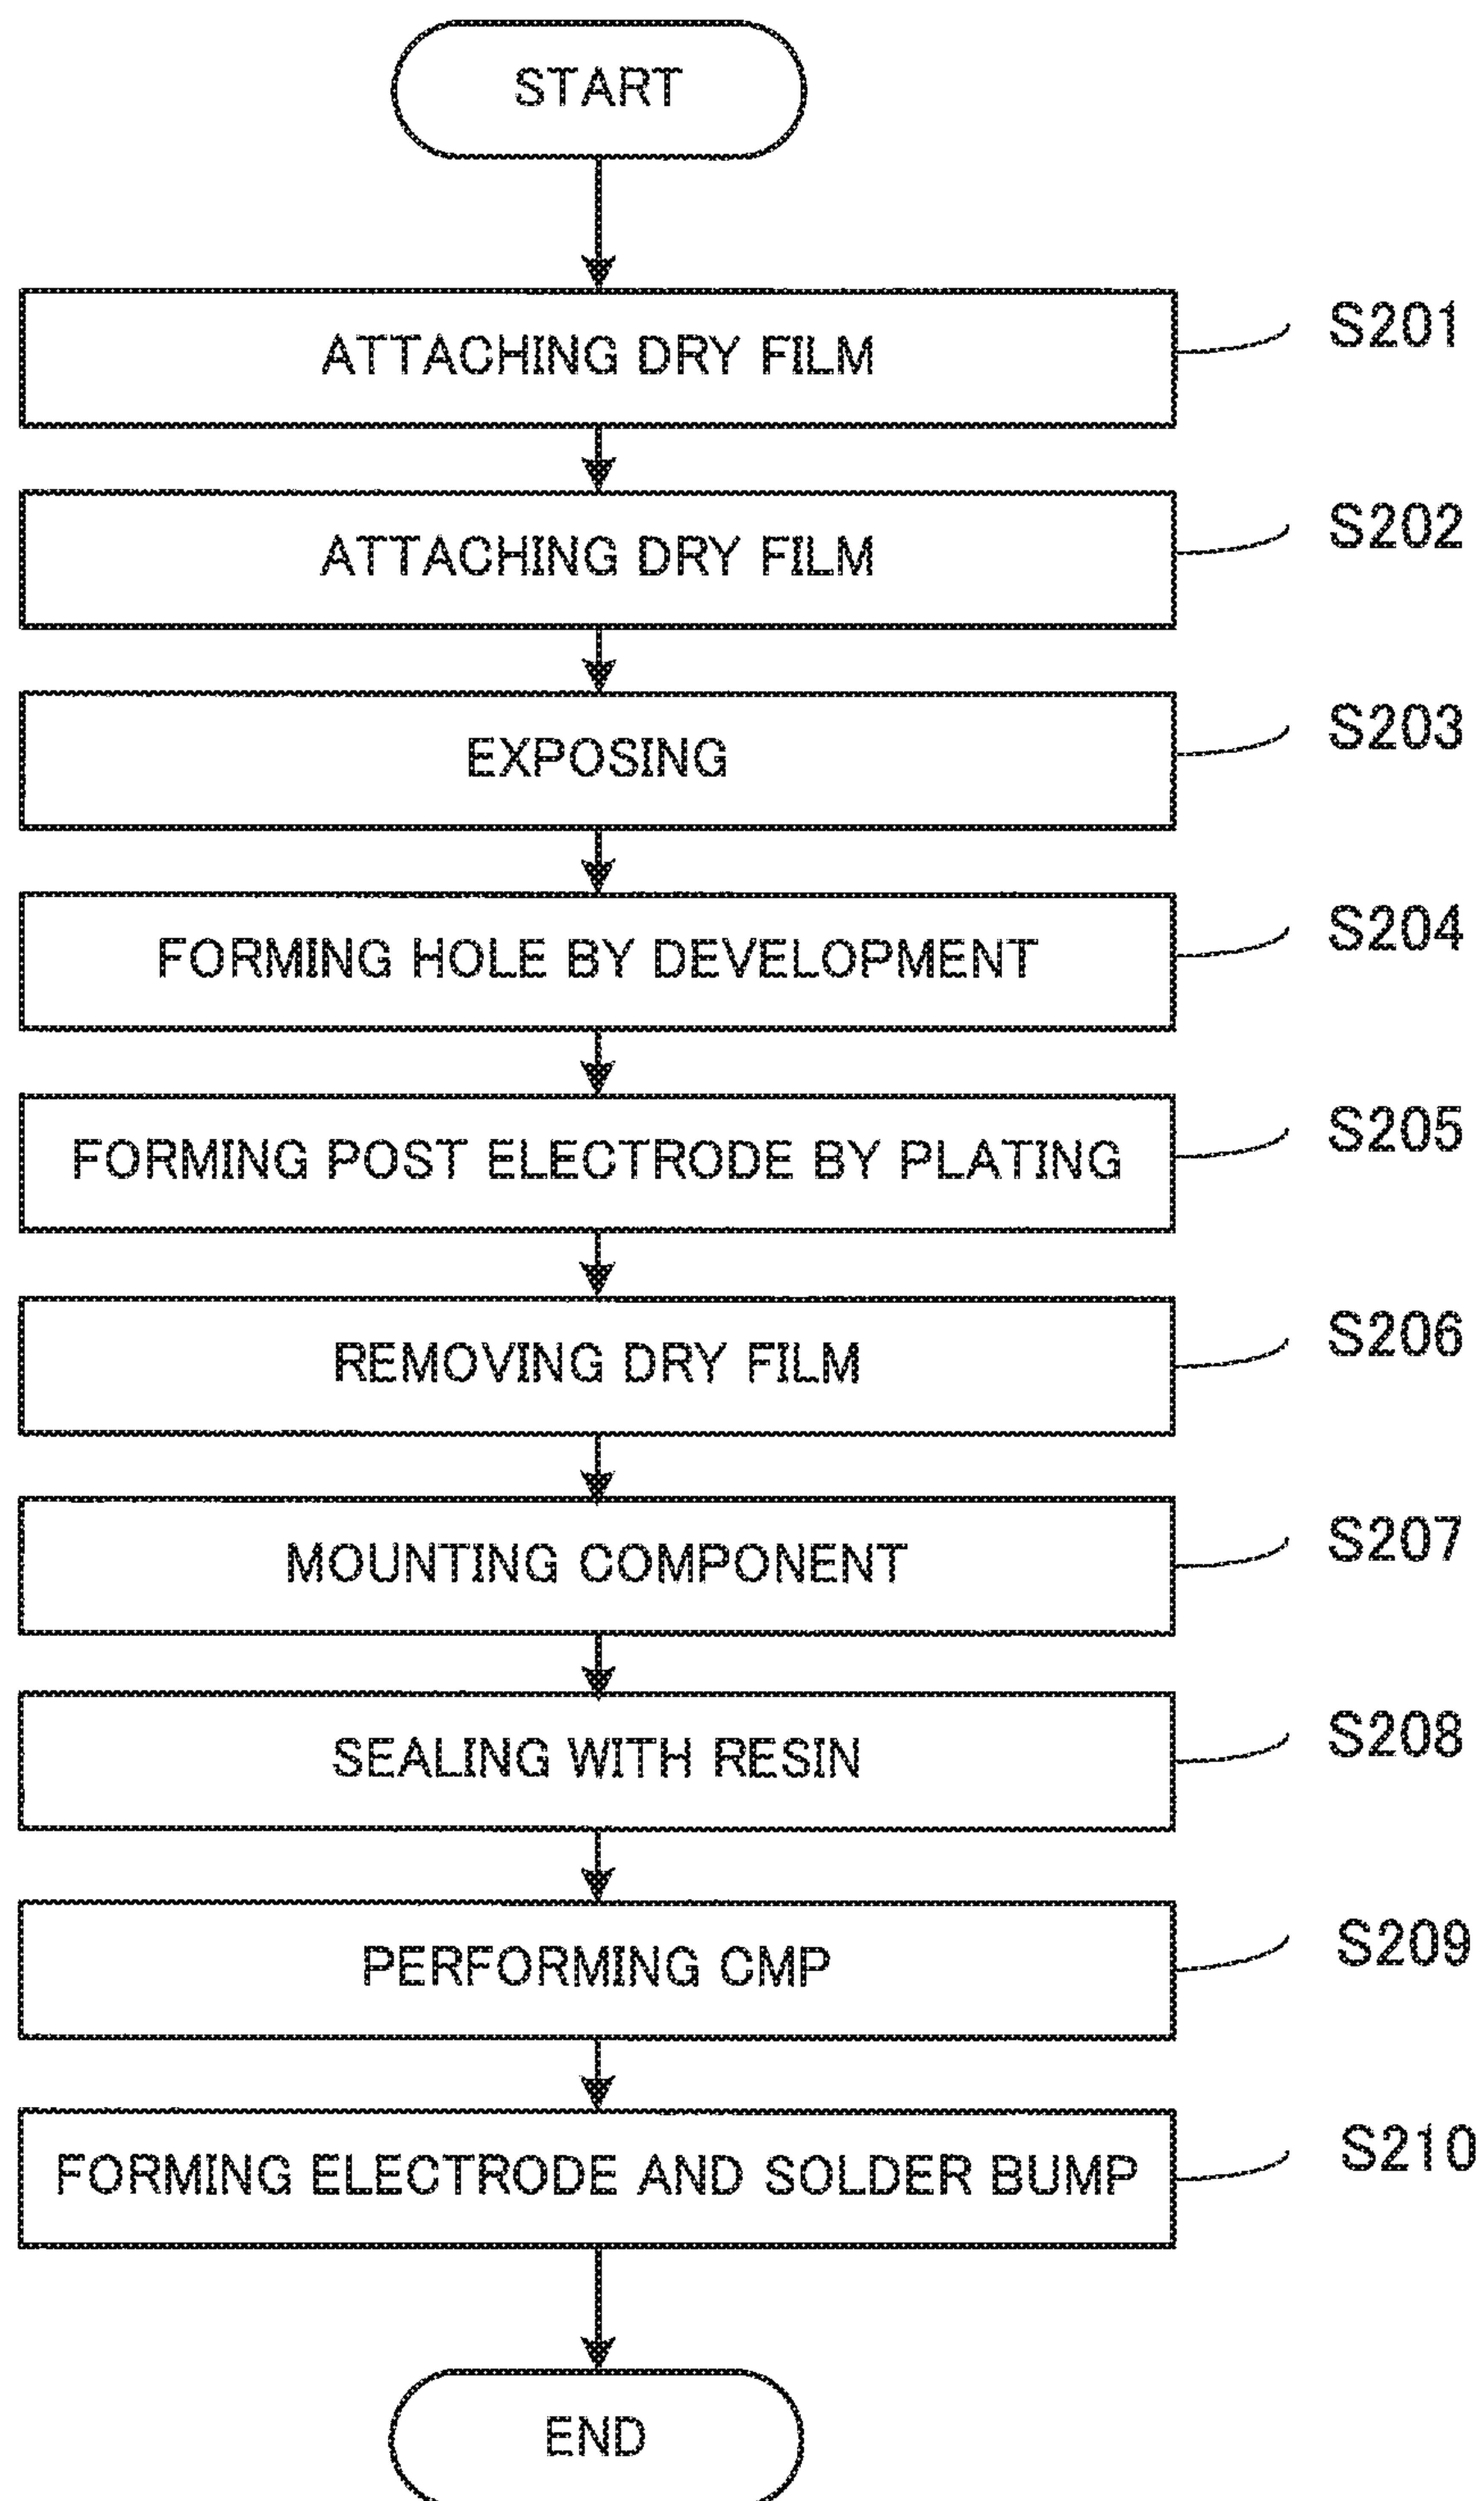 START
ATTACHING DRY FILM
S201
ATTACHING DRY FILM
S202
EXPOSING
S203
FORMING HOLE BY DEVELOPMENT
S204
FORMING POST ELECTRODE BY PLATING
S205
REMOVING DRY FILM
S206
MOUNTING COMPONENT
S207
SEALING WITH RESIN
S208
PERFORMING CMP
S209
FORMING ELECTRODE AND SOLDER BUMP
S210
END